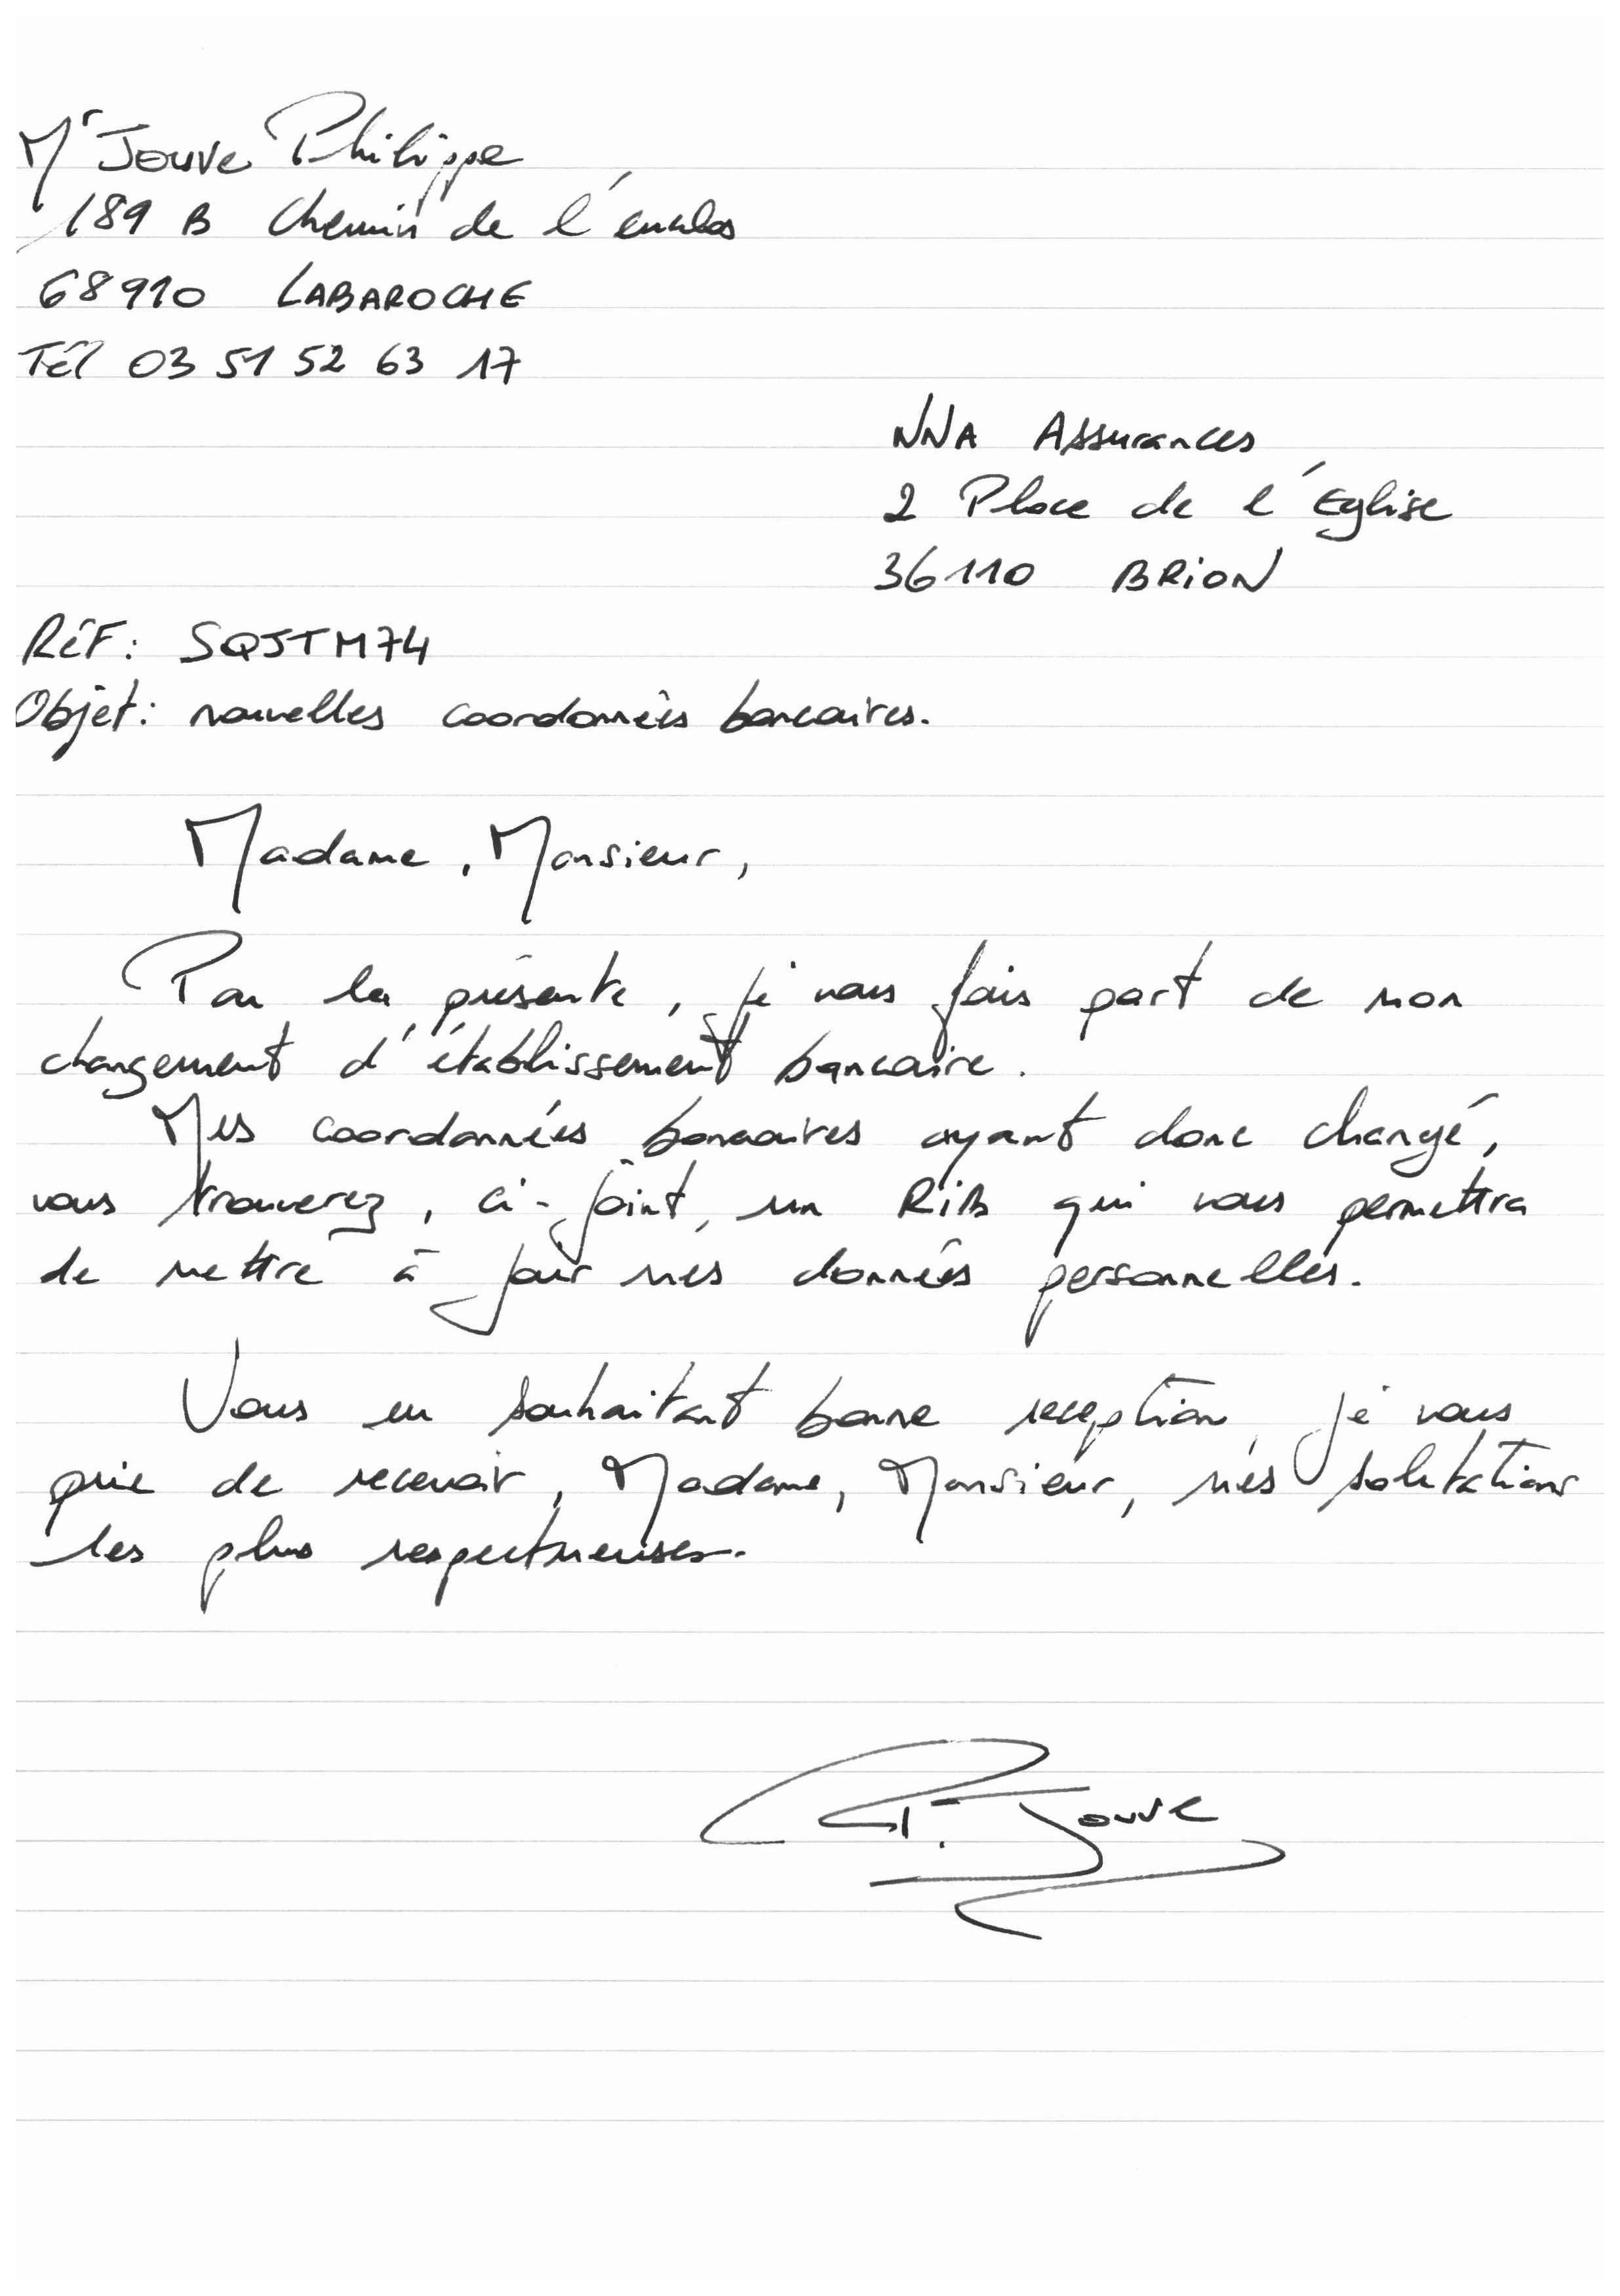 Mr Jouve Philippe
189 B Chemin de l'enclos
68910 LABAROCHE
Tél 03 51 52 63 17
NNA Assurances
2 Place de l'Eglise
36110 BRION
Réf : SQJTM74
Objet : nouvelles coordonnées bancaires.
Madame, Monsieur,
Par la présente, je vous fais part de mon
changement d'établissement bancaire.
Mes coordonnées bancaires ayant donc changé,
vous trouverez, ci-joint, un RIB qui vous permettra
de mettre à jour mes données personnelles.
Vous en souhaitant bonne reception, je vous
prie de recevoir, Madame, Monsieur, mes salutations
les plus respectueuses.
P. Jouve